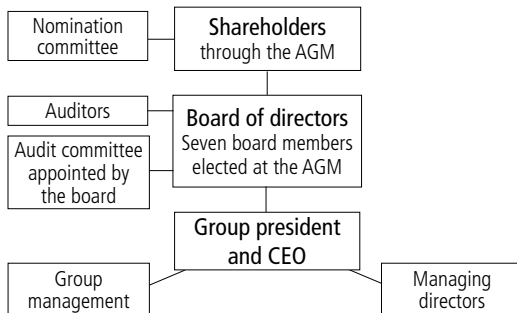 Nomination
committee
Shareholders
through the AGM
Auditors
Board of directors
Seven board members
elected at the AGM
Audit committee
appointed by
the board
Group president
and CEO
Group
management
Managing
directors